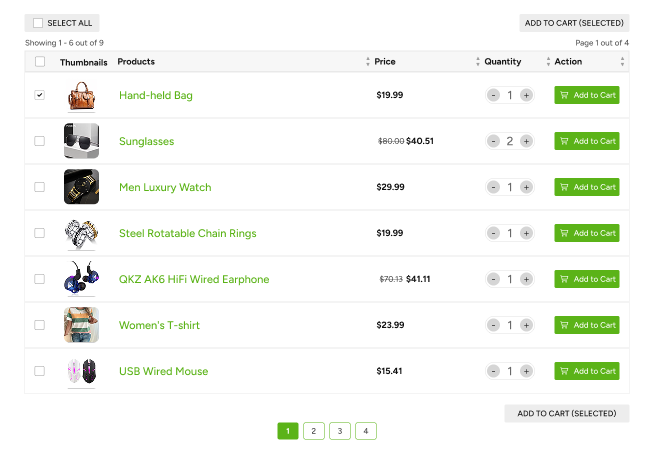 SELECT ALL
ADD TO CART (SELECTED)
Showing 1 - 6 out of 9
Page 1 out of 4
Thumbnails Products Price Quantity Action
Hand-held Bag $19.99 - 1 + Add to Cart
Sunglasses $80.00 $40.51 - 2 + Add to Cart
Men Luxury Watch $29.99 - 1 + Add to Cart
Steel Rotatable Chain Rings $19.99 - 1 + Add to Cart
QKZ AK6 HiFi Wired Earphone $70.13 $41.11 - 1 + Add to Cart
Women's T-shirt $23.99 - 1 + Add to Cart
USB Wired Mouse $15.41 - 1 + Add to Cart
ADD TO CART (SELECTED)
1 2 3 4